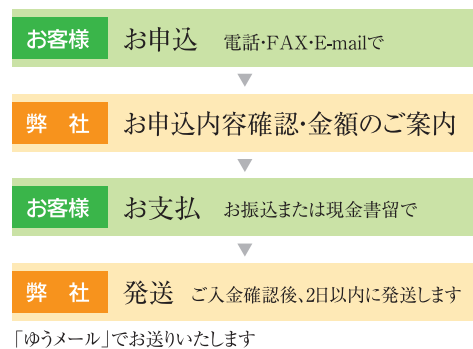 お客様 お申込 電話・FAX・E-mailで
弊 社 お申込内容確認・金額のご案内
お客様 お支払 お振込または現金書留で
弊 社 発送 ご入金確認後、2日以内に発送します
「ゆうメール」でお送りいたします